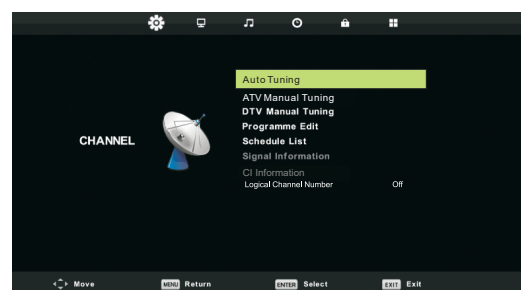 Auto Tuning
ATV Manual Tuning
DTV Manual Tuning
Programme Edit
CHANNEL
Schedule List
Signal Information
CI Information
Logical Channel Number Off
Move MENU Return ENTER Select EXIT Exit